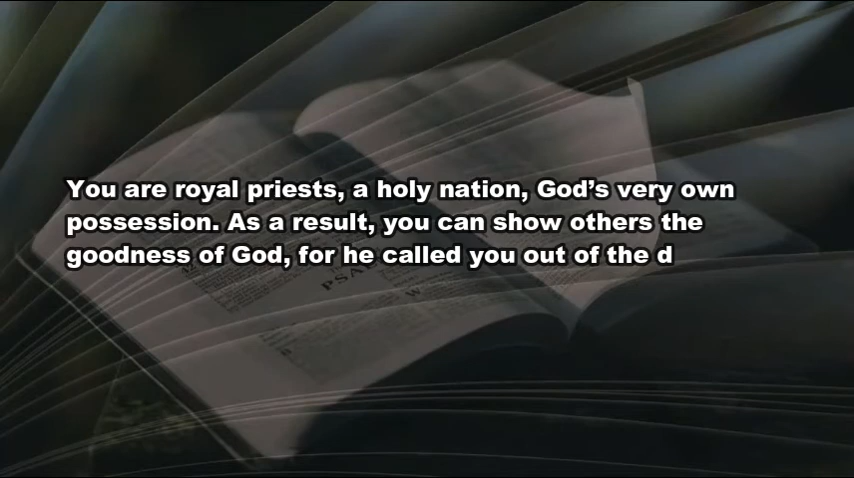 You are royal priests, a holy nation, God’s very own
possession. As a result, you can show others the
goodness of God, for he called you out of the d
PSA